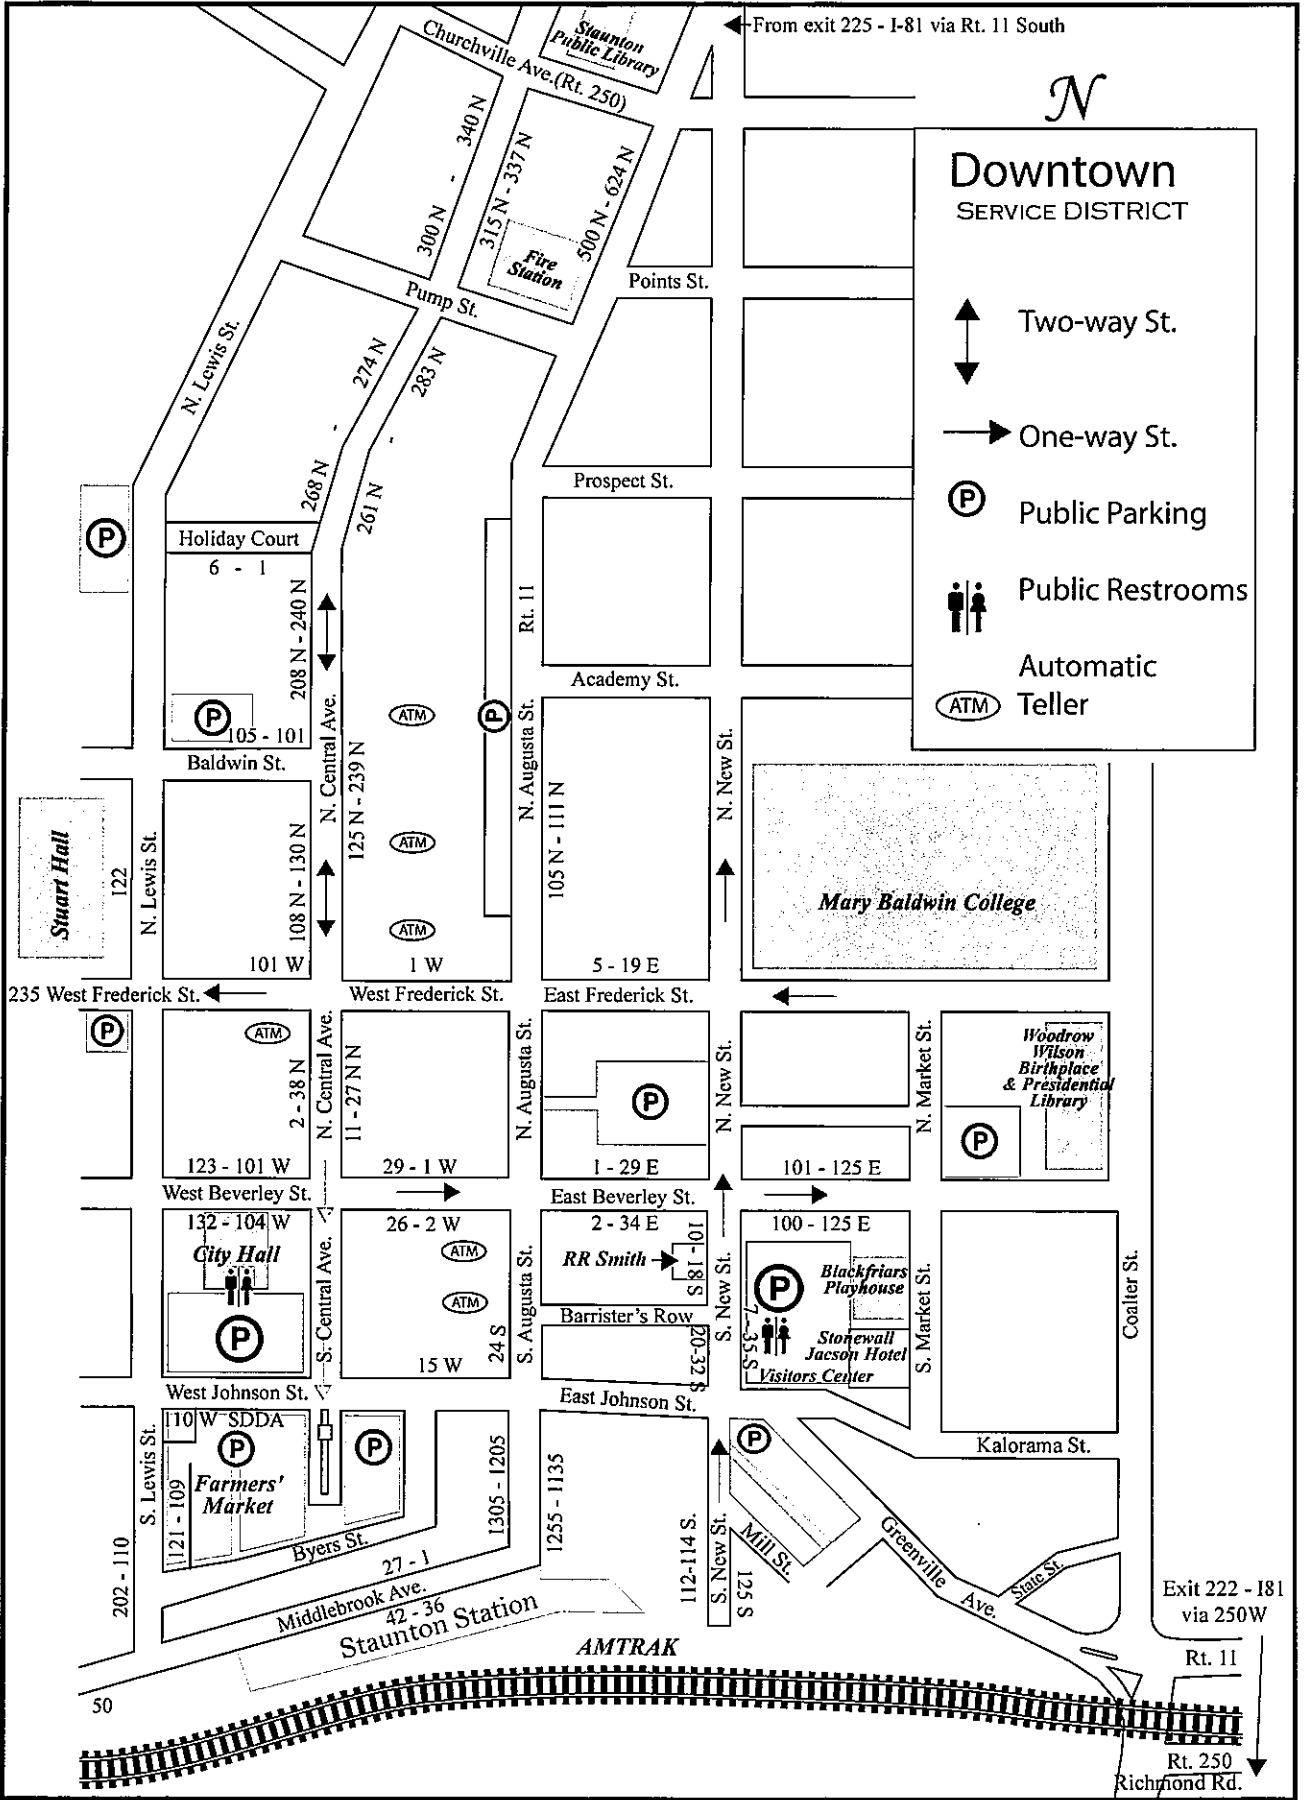 From exit 225 - I-81 via Rt. 11 South
Staunton
Public Library
Churchville Ave.(Rt. 250)
N
Downtown
SERVICE DISTRICT
Two-way St.
One-way St.
P
Public Parking
Public Restrooms
Automatic
ATM
Teller
300 N - 340 N
315 N - 337 N
500 N - 624 N
Fire
Station
Points St.
Pump St.
N. Lewis St.
274 N
-
268 N
283 N
-
261 N
Prospect St.
P
Holiday Court
6 - 1
208 N - 240 N
Rt. 11
Academy St.
P
105 - 101
Baldwin St.
N. Central Ave.
ATM
P
N. Augusta St.
N. New St.
125 N - 239 N
105 N - 111 N
ATM
Stuart Hall
122
N. Lewis St.
108 N - 130 N
Mary Baldwin College
ATM
101 W
1 W
5 - 19 E
235 West Frederick St.
West Frederick St.
East Frederick St.
P
ATM
2 - 38 N
N. Central Ave.
11 - 27 N N
N. Augusta St.
P
N. New St.
N. Market St.
Woodrow
Wilson
Birthplace
& Presidential
Library
P
123 - 101 W
29 - 1 W
1 - 29 E
101 - 125 E
West Beverley St.
East Beverley St.
132 - 104 W
26 - 2 W
2 - 34 E
100 - 125 E
City Hall
P
S. Central Ave.
ATM
ATM
15 W
24 S
S. Augusta St.
RR Smith
101 - 18 S
Barrister's Row
20-32 S
S. New St.
P
7 - 35-S
Blackfriars
Playhouse
Stonewall
Jacson Hotel
Visitors Center
S. Market St.
Coalter St.
West Johnson St.
East Johnson St.
Kalorama St.
110 W SDDA
P
Farmers'
Market
S. Lewis St.
121 - 109
202 - 110
P
Byers St.
1305 - 1205
1255 - 1135
27 - 1
Middlebrook Ave.
42 - 36
Staunton Station
AMTRAK
112-114 S.
S. New St.
125 S
P
Mill St.
Greenville
Ave.
State St.
Exit 222 - I81
via 250W
Rt. 11
50
Rt. 250
Richmond Rd.